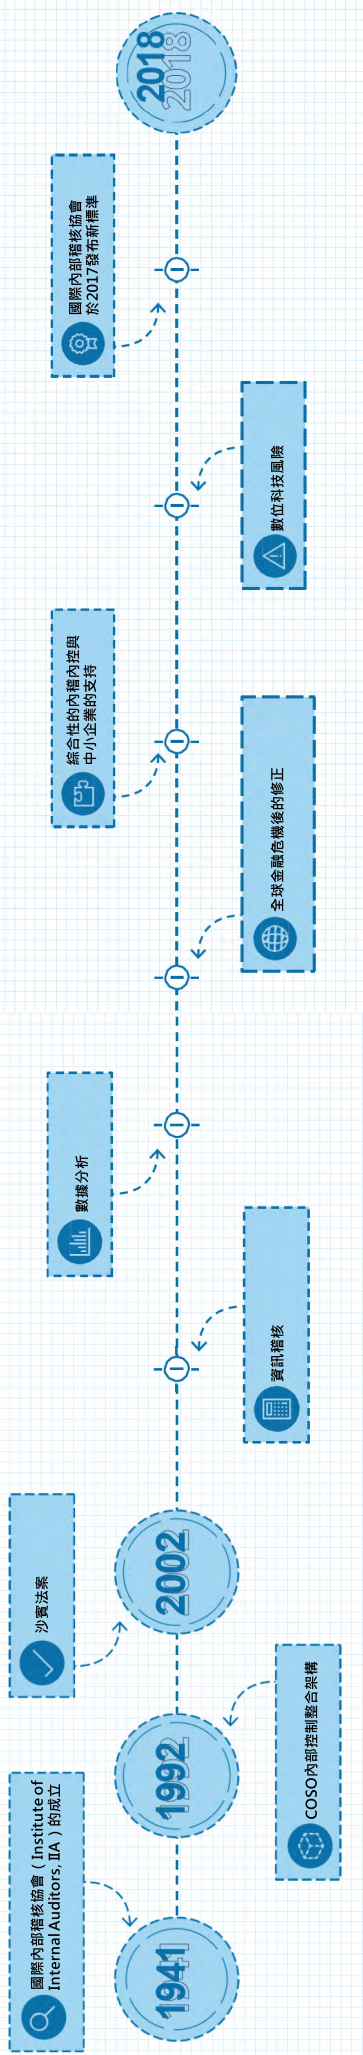 1941
國際內部稽核協會（Institute of
Internal Auditors, IIA）的成立
1992
COSO內部控制整合架構
2002
沙賓法案
資訊稽核
數據分析
全球金融危機後的修正
綜合性的內稽內控與
中小企業的支持
數位科技風險
國際內部稽核協會
於2017發布新標準
2018